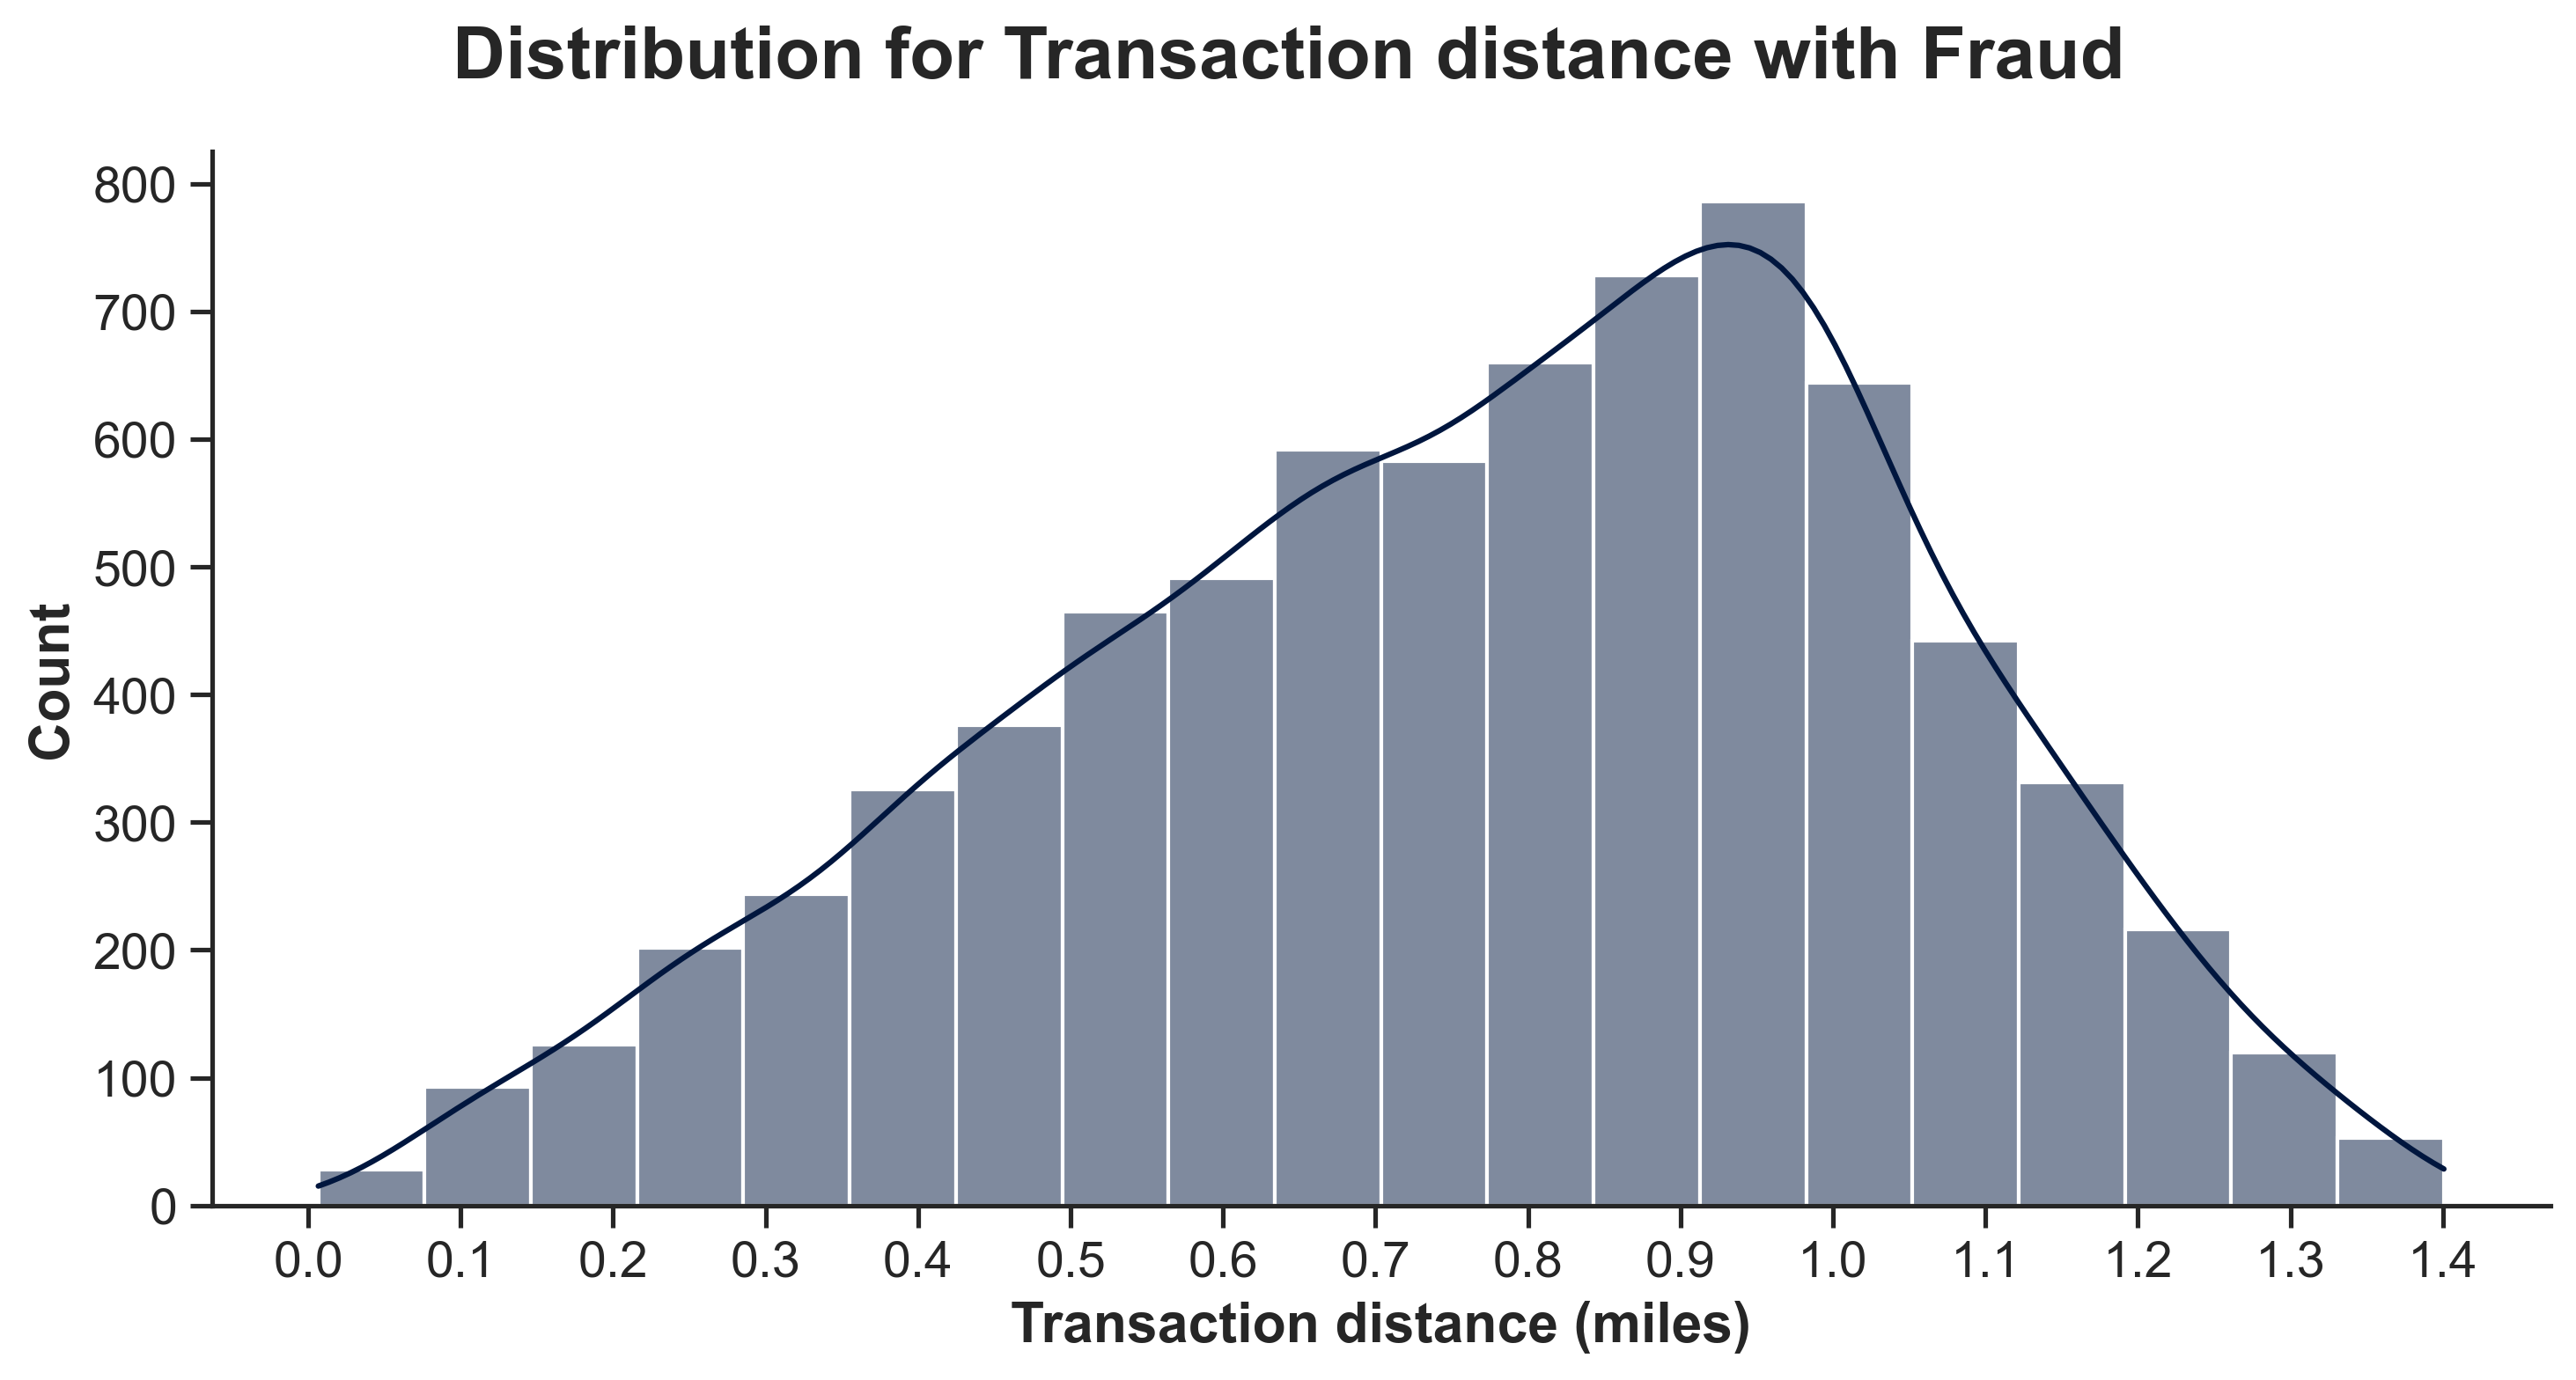 Distribution for Transaction distance with Fraud
800
700
600
500
400
300
200
100
0
Count
0.0 0.1 0.2 0.3 0.4 0.5 0.6 0.7 0.8 0.9 1.0 1.1 1.2 1.3 1.4
Transaction distance (miles)